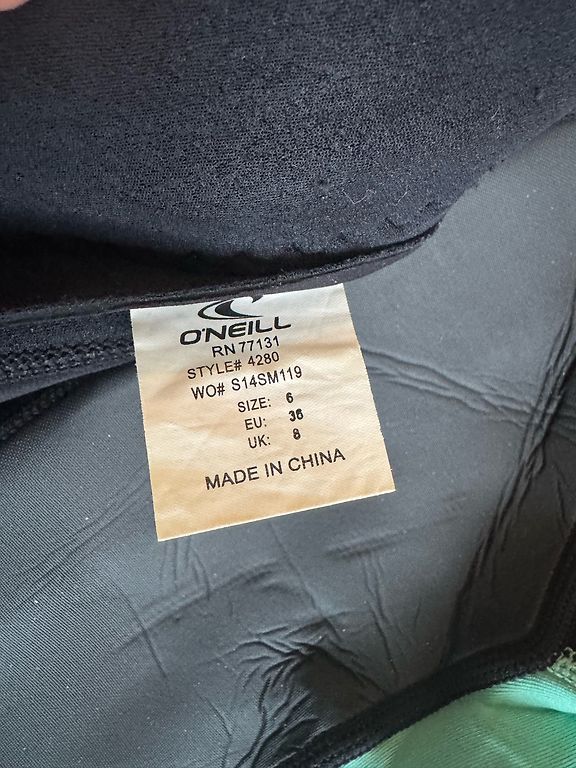 O'NEILL
RN 77131
STYLE# 4280
WO# S14SM119
SIZE: 6
EU: 36
UK: 8
MADE IN CHINA